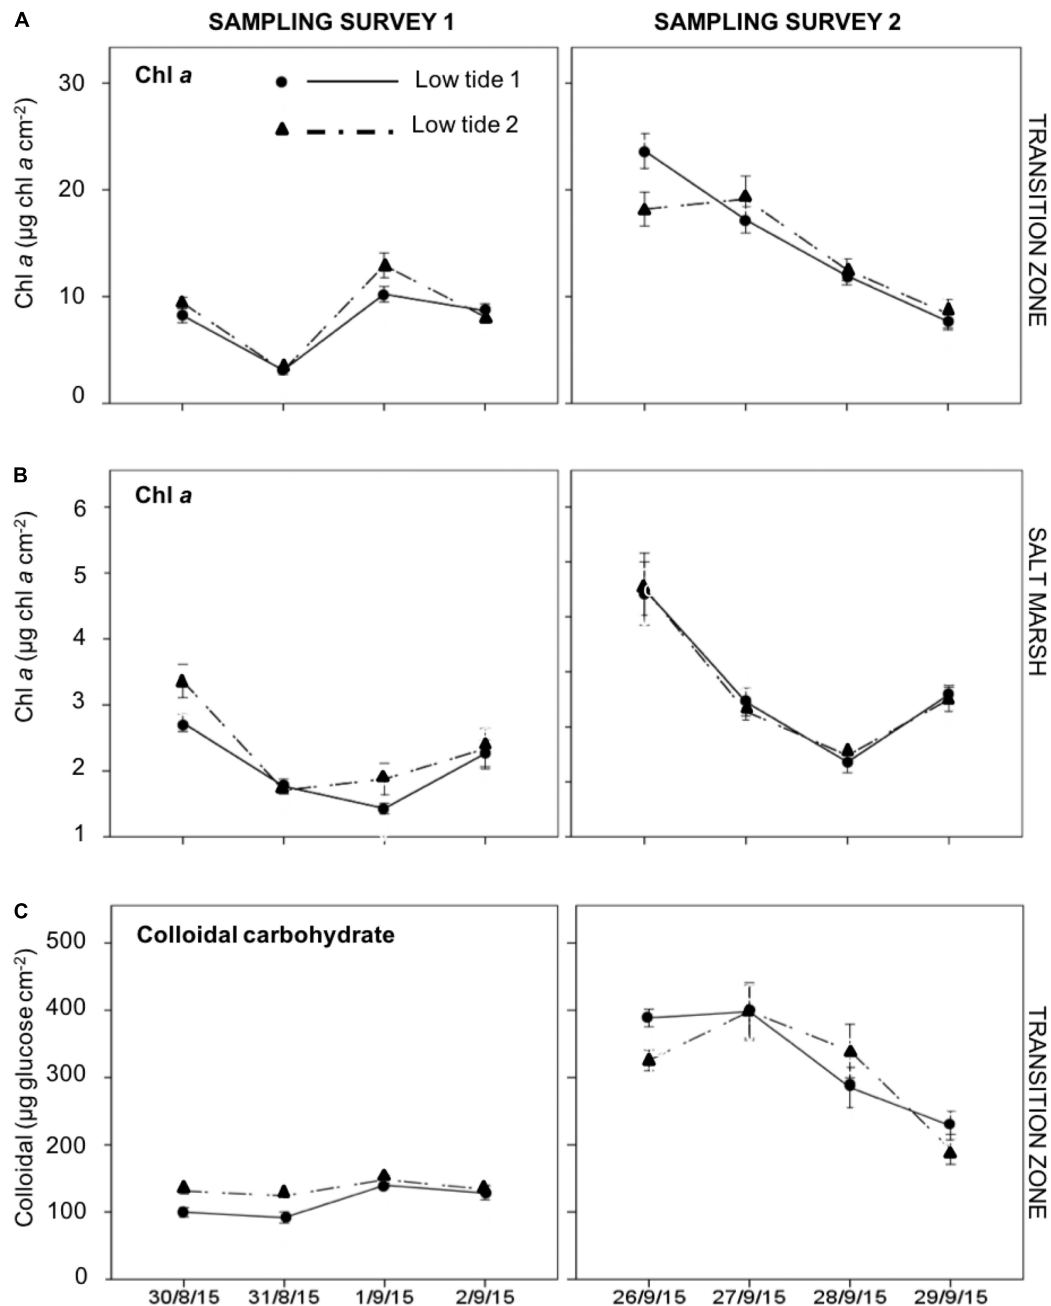 A
SAMPLING SURVEY 1
SAMPLING SURVEY 2
Chl a
Low tide 1
Low tide 2
Chl a (µg chl a cm-2)
30
20
10
0
TRANSITION ZONE
B
Chl a
Chl a (µg chl a cm-2)
6
5
4
3
2
1
SALT MARSH
C
Colloidal carbohydrate
Colloidal (µg glucose cm-2)
500
400
300
200
100
0
TRANSITION ZONE
30/8/15 31/8/15 1/9/15 2/9/15 26/9/15 27/9/15 28/9/15 29/9/15